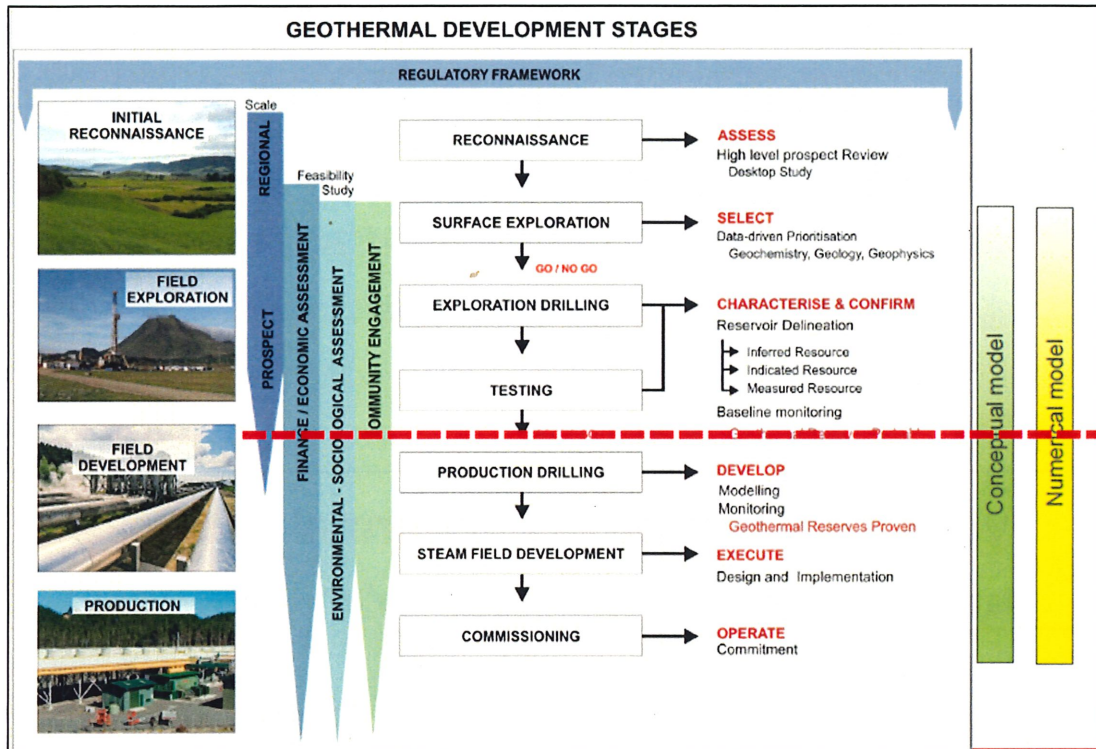 GEOTHERMAL DEVELOPMENT STAGES
REGULATORY FRAMEWORK
INITIAL
RECONNAISSANCE
FIELD
EXPLORATION
FIELD
DEVELOPMENT
PRODUCTION
Scale
REGIONAL
PROSPECT
Feasibility
Study
FINANCE / ECONOMIC ASSESSMENT
ENVIRONMENTAL - SOCIOLOGICAL ASSESSMENT
OMMUNITY ENGAGEMENT
RECONNAISSANCE
SURFACE EXPLORATION
GO / NO GO
EXPLORATION DRILLING
TESTING
PRODUCTION DRILLING
STEAM FIELD DEVELOPMENT
COMMISSIONING
ASSESS
High level prospect Review
Desktop Study
SELECT
Data-driven Prioritisation
Geochemistry, Geology, Geophysics
CHARACTERISE & CONFIRM
Reservoir Delineation
Inferred Resource
Indicated Resource
Measured Resource
Baseline monitoring
DEVELOP
Modelling
Monitoring
Geothermal Reserves Proven
EXECUTE
Design and Implementation
OPERATE
Commitment
Conceptual model
Numerical model